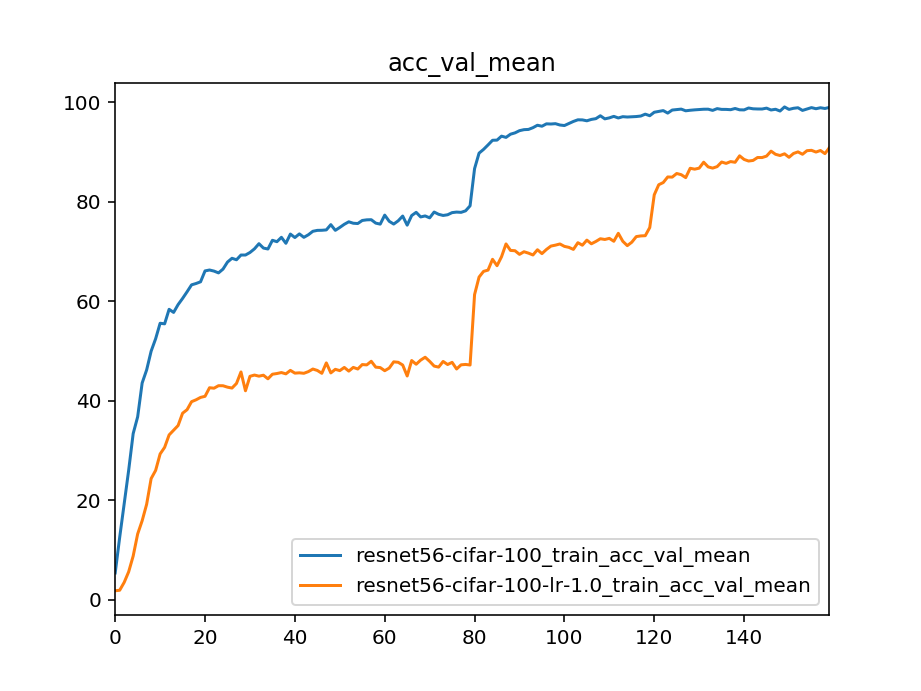 acc_val_mean
100
80
60
40
20
0
resnet56-cifar-100_train_acc_val_mean
resnet56-cifar-100-lr-1.0_train_acc_val_mean
0 20 40 60 80 100 120 140